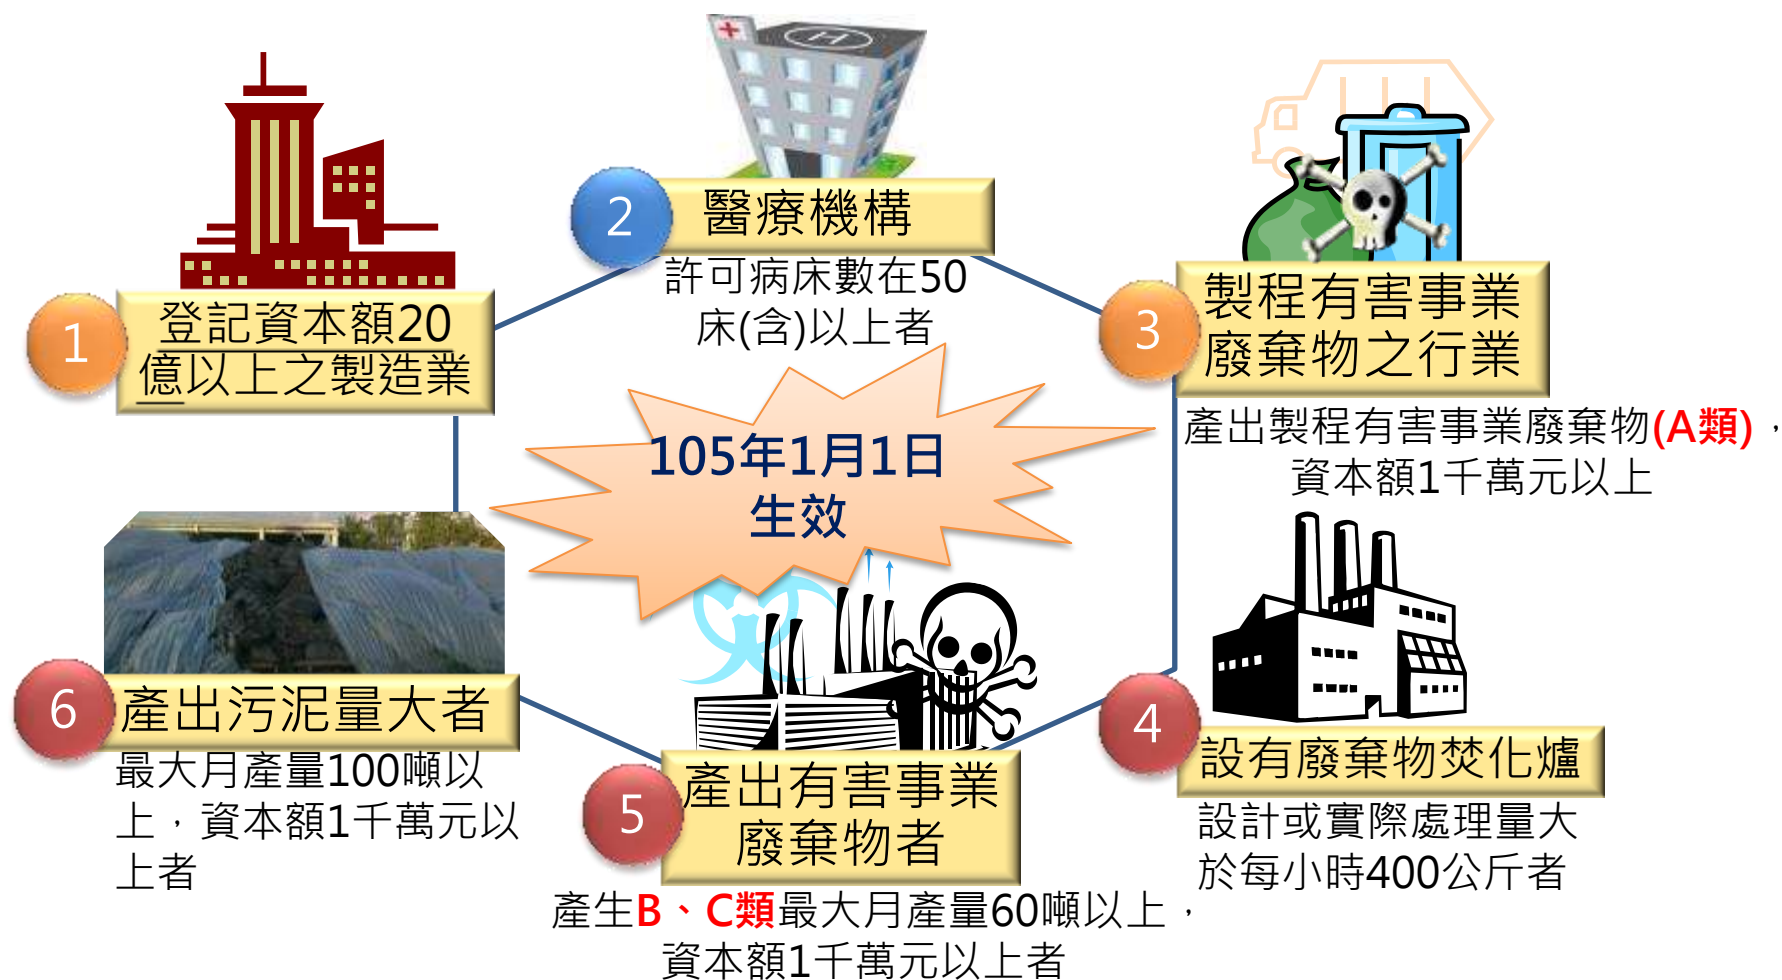 1
登記資本額20
億以上之製造業
2
醫療機構
許可病床數在50
床(含)以上者
3
製程有害事業
廢棄物之行業
產出製程有害事業廢棄物(A類)，
資本額1千萬元以上
105年1月1日
生效
4
設有廢棄物焚化爐
設計或實際處理量大
於每小時400公斤者
5
產出有害事業
廢棄物者
產生B、C類最大月產量60噸以上，
資本額1千萬元以上者
6
產出污泥量大者
最大月產量100噸以
上，資本額1千萬元以
上者
H